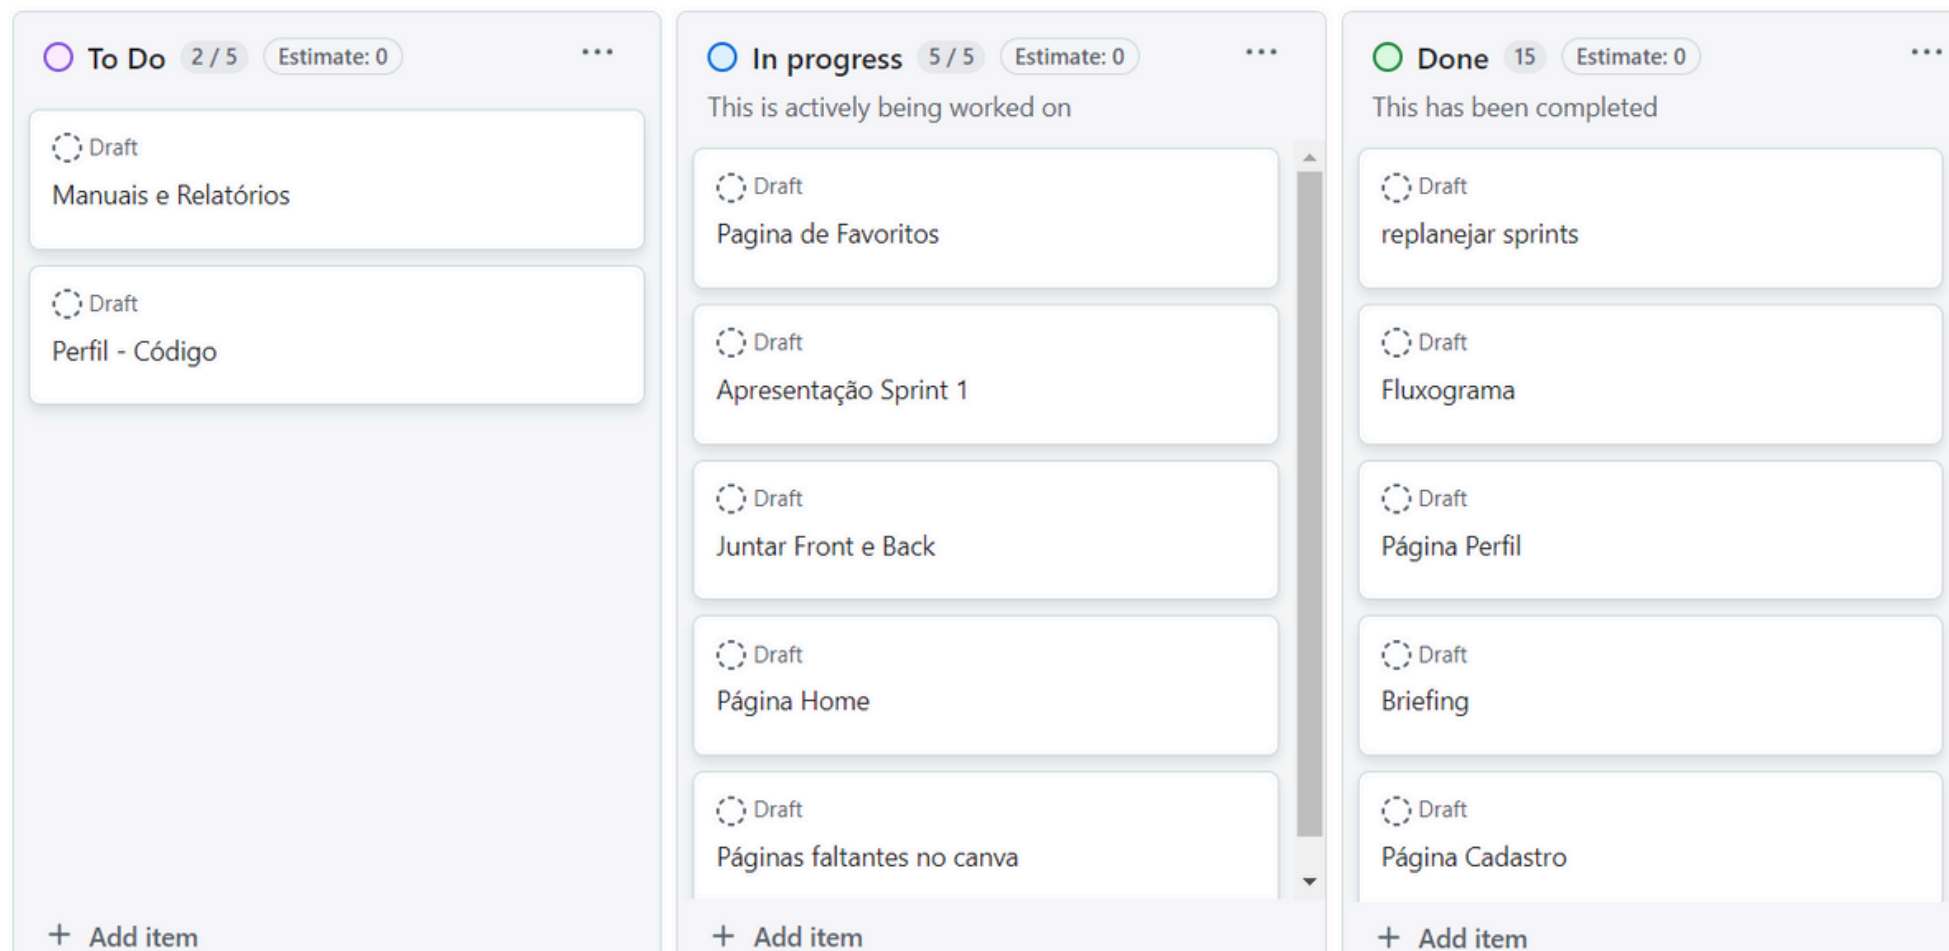 To Do 2 / 5 Estimate: 0 ...
Draft
Manuais e Relatórios
Draft
Perfil - Código
+ Add item
In progress 5 / 5 Estimate: 0 ...
This is actively being worked on
Draft
Pagina de Favoritos
Draft
Apresentação Sprint 1
Draft
Juntar Front e Back
Draft
Página Home
Draft
Páginas faltantes no canva
+ Add item
Done 15 Estimate: 0 ...
This has been completed
Draft
replanejar sprints
Draft
Fluxograma
Draft
Página Perfil
Draft
Briefing
Draft
Página Cadastro
+ Add item